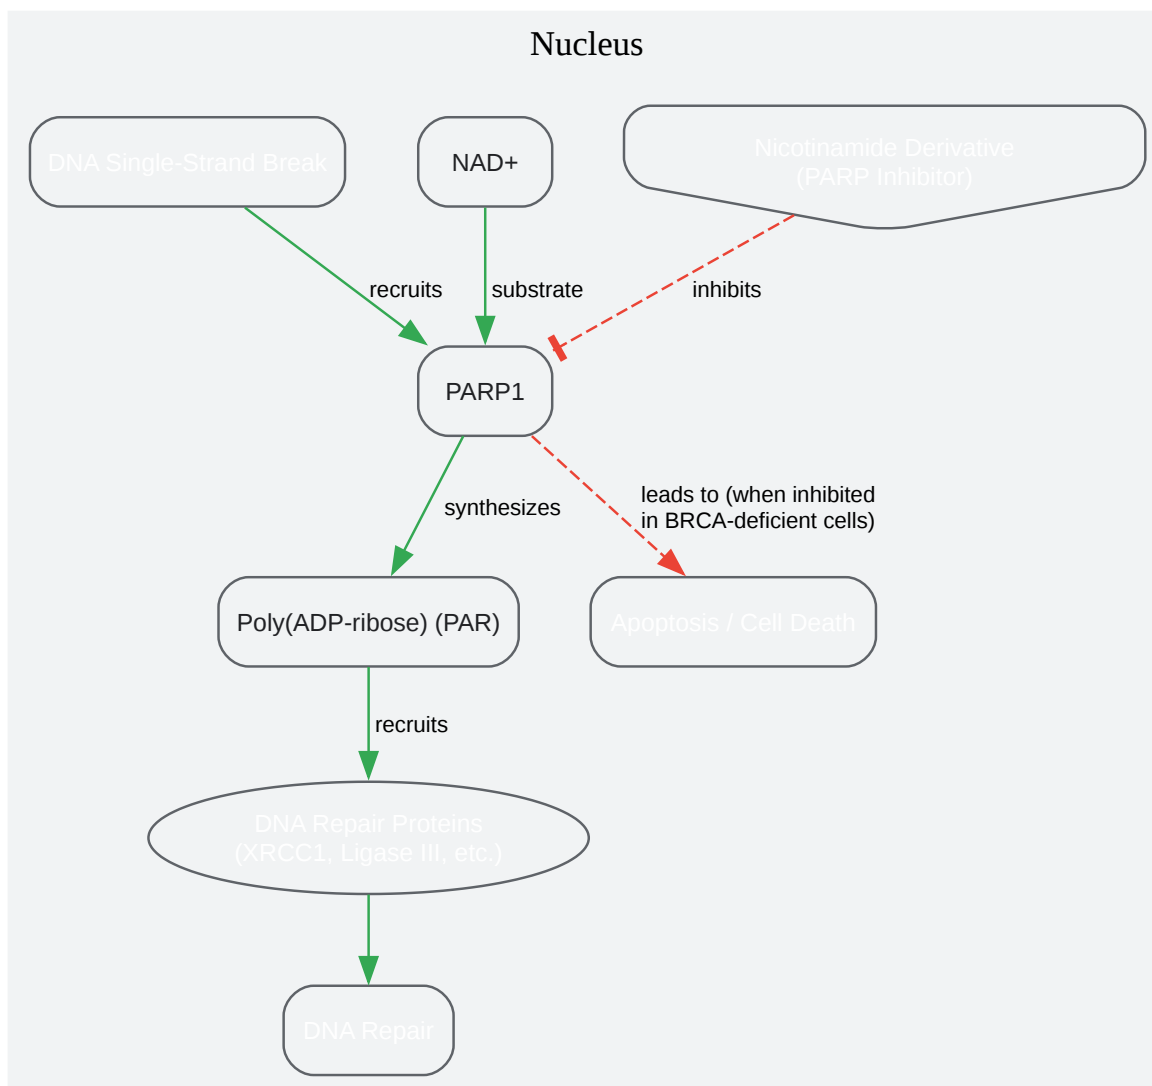 Nucleus
DNA Single-Strand Break
NAD+
Nicotinamide Derivative
(PARP Inhibitor)
recruits
substrate
inhibits
PARP1
synthesizes
leads to (when inhibited
in BRCA-deficient cells)
Poly(ADP-ribose) (PAR)
Apoptosis / Cell Death
recruits
DNA Repair Proteins
(XRCC1, Ligase III, etc.)
DNA Repair